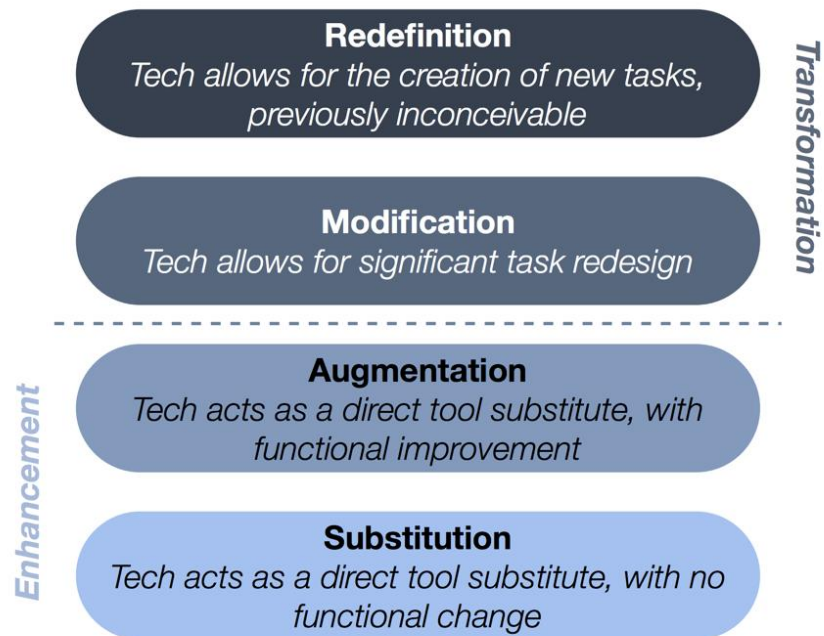 Redefinition
Tech allows for the creation of new tasks,
previously inconceivable
Transformation
Modification
Tech allows for significant task redesign
Augmentation
Tech acts as a direct tool substitute, with
functional improvement
Enhancement
Substitution
Tech acts as a direct tool substitute, with no
functional change